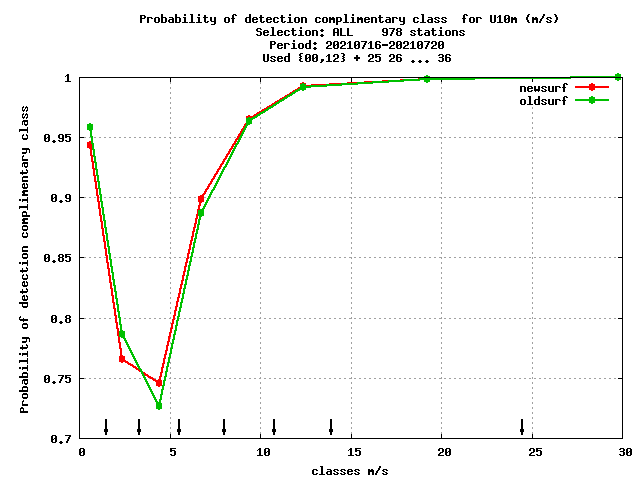 Probability of detection complimentary class  for U10m (m/s)
Selection: ALL    978 stations
Period: 20210716-20210720
Used {00,12} + 25 26 ... 36
newsurf
oldsurf
Probability of detection complimentary class
1
0.95
0.9
0.85
0.8
0.75
0.7
0 5 10 15 20 25 30
classes m/s